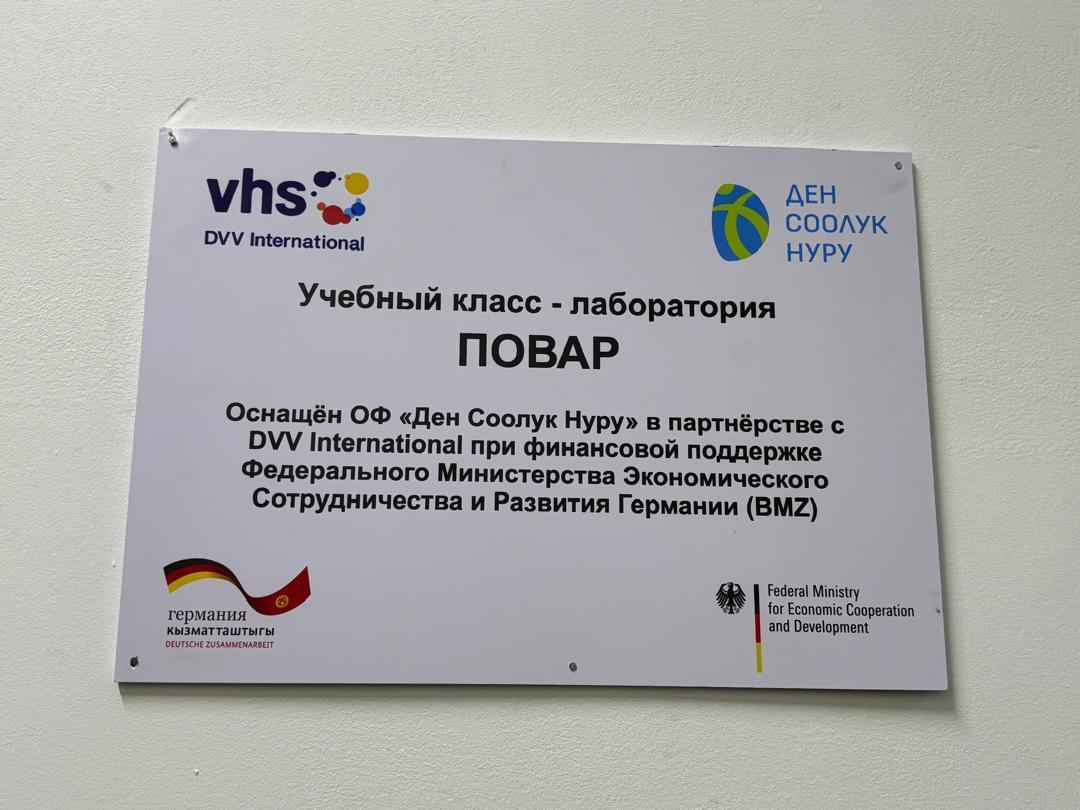 vhs
DVV International
ДЕН
СООЛУК
НУРУ
Учебный класс - лаборатория
ПОВАР
Оснащён ОФ «Ден Соолук Нуру» в партнёрстве с
DVV International при финансовой поддержке
Федерального Министерства Экономического
Сотрудничества и Развития Германии (BMZ)
германия
кызматташтыгы
DEUTSCHE ZUSAMMENARBEIT
Federal Ministry
for Economic Cooperation
and Development